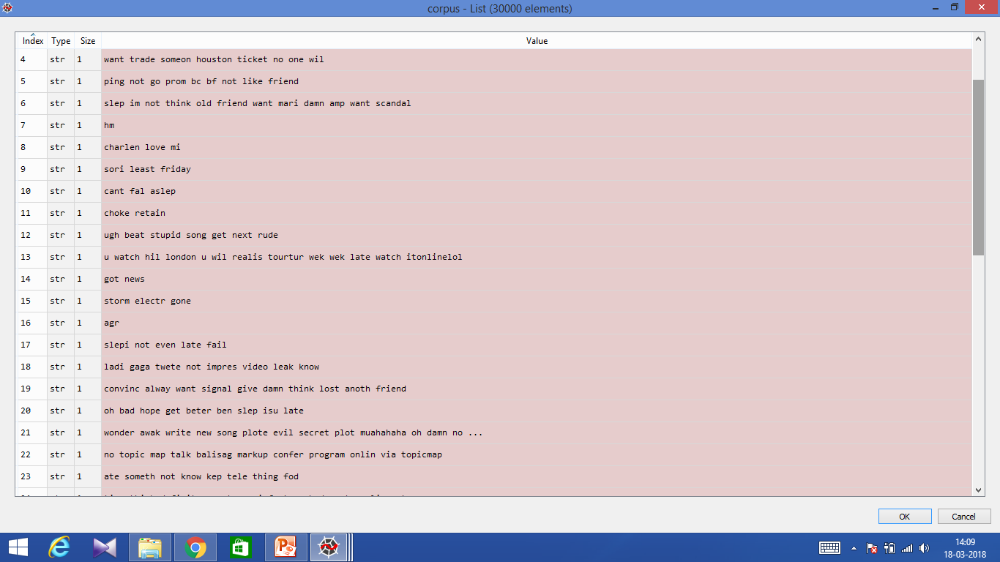 corpus - List (30000 elements)
Index Type Size Value
4 str 1 want trade someon houston ticket no one wil
5 str 1 ping not go prom bc bf not like friend
6 str 1 slep im not think old friend want mari damn amp want scandal
7 str 1 hm
8 str 1 charlen love mi
9 str 1 sori least friday
10 str 1 cant fal aslep
11 str 1 choke retain
12 str 1 ugh beat stupid song get next rude
13 str 1 u watch hil london u wil realis tourtur wek wek late watch itonlinelol
14 str 1 got news
15 str 1 storm electr gone
16 str 1 agr
17 str 1 slepi not even late fail
18 str 1 ladi gaga twete not impres video leak know
19 str 1 convinc alway want signal give damn think lost anoth friend
20 str 1 oh bad hope get beter ben slep isu late
21 str 1 wonder awak write new song plote evil secret plot muahahaha oh damn no ...
22 str 1 no topic map talk balisag markup confer program onlin via topicmap
23 str 1 ate someth not know kep tele thing fod
OK Cancel
14:09
18-03-2018